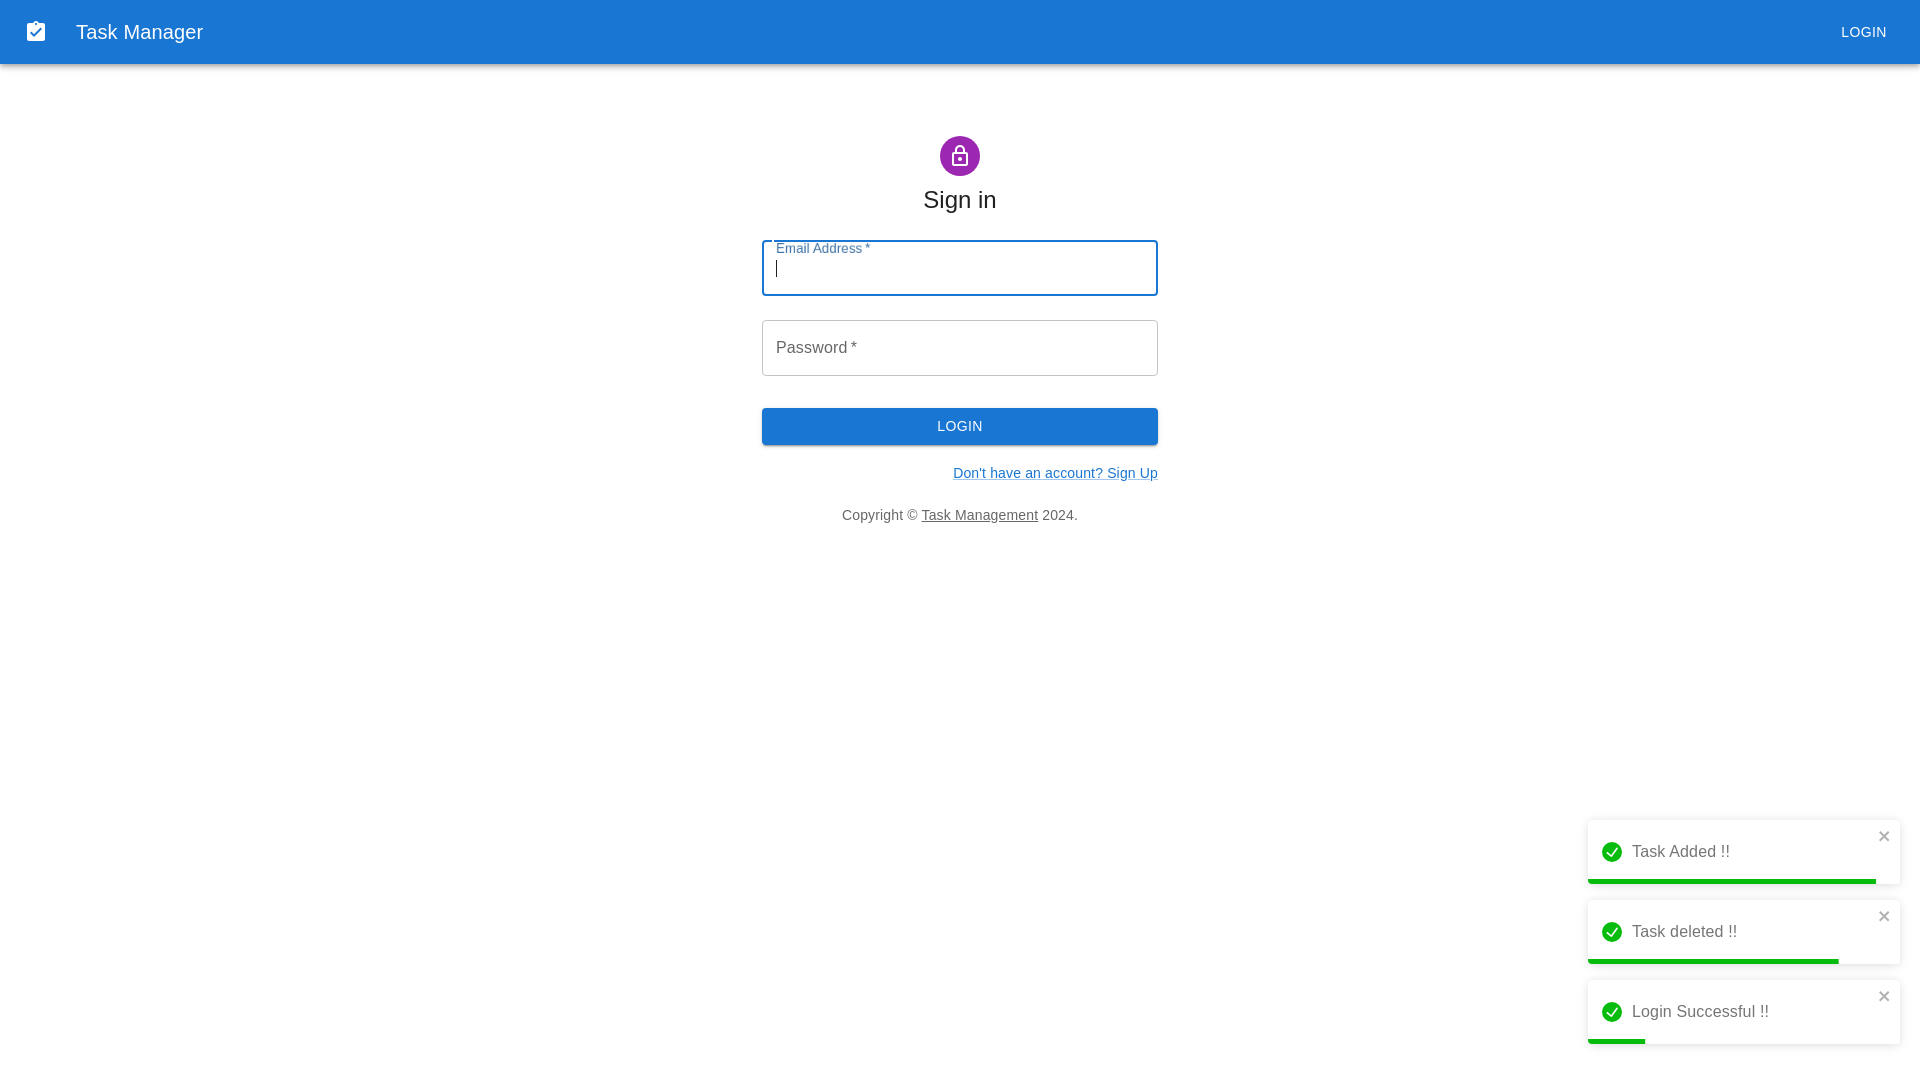 Task Manager
LOGIN
Sign in
Email Address *
Password *
LOGIN
Don't have an account? Sign Up
Copyright © Task Management 2024.
Task Added !!
Task deleted !!
Login Successful !!